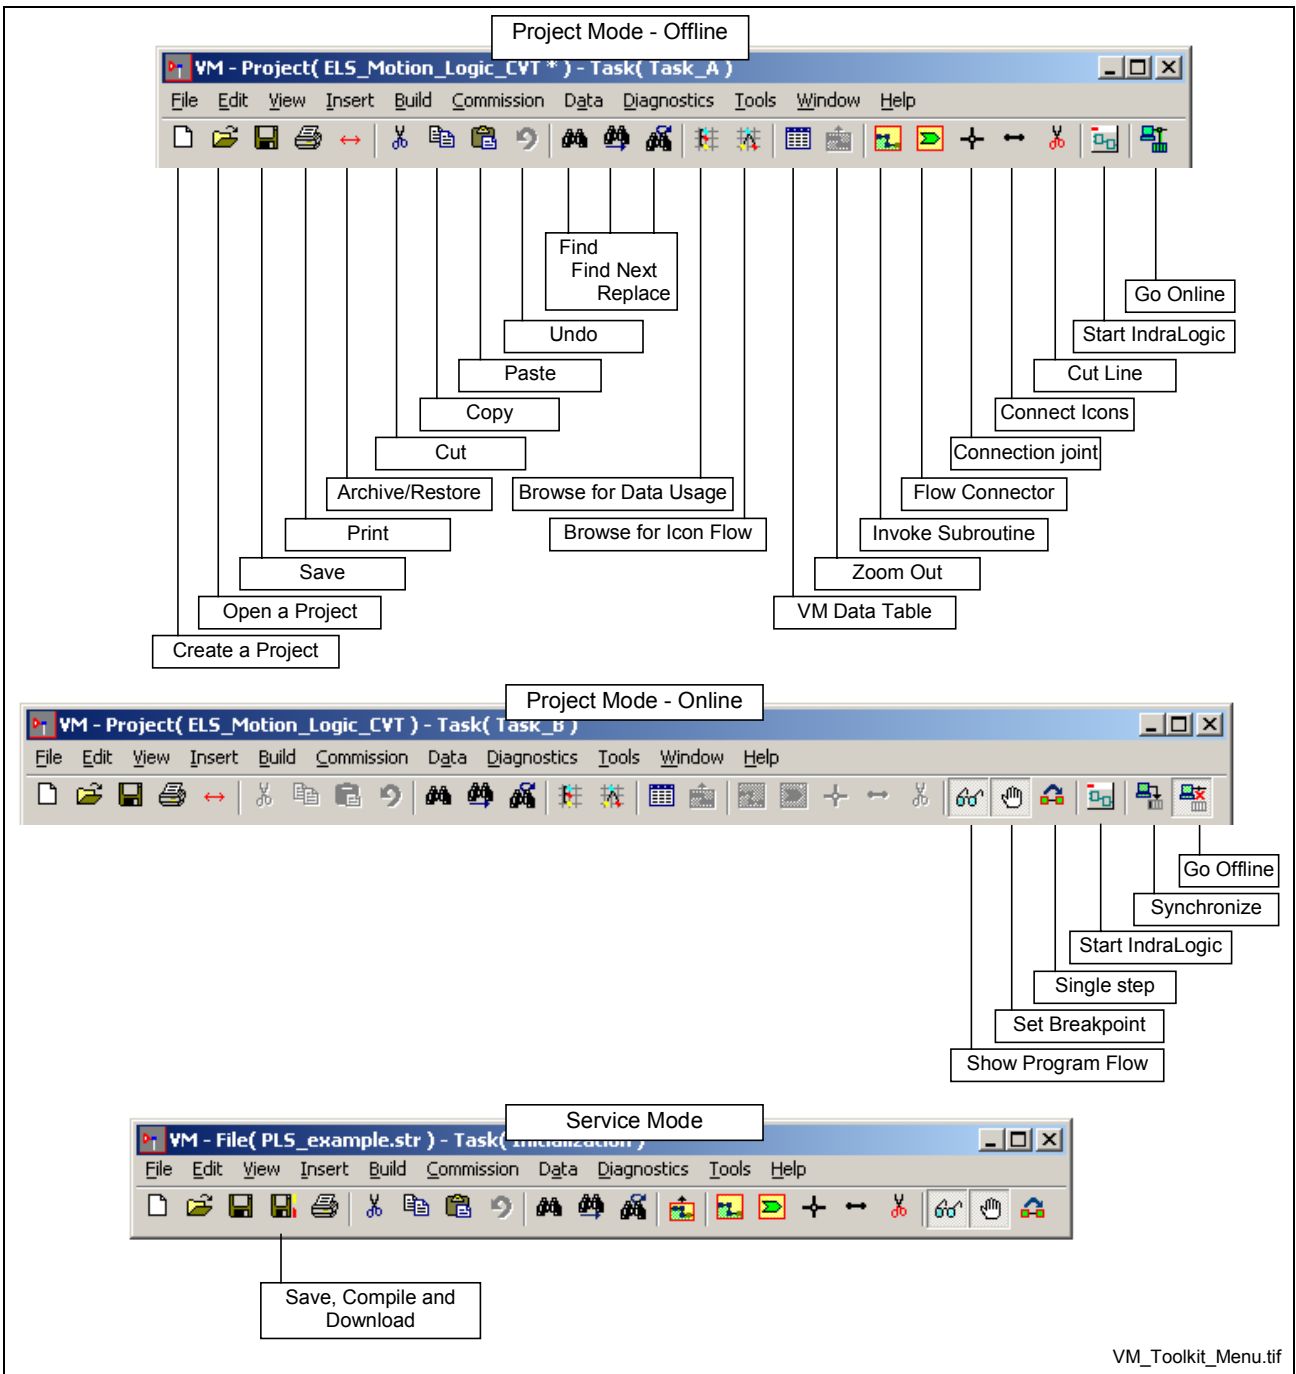 Project Mode - Offline
VM - Project( ELS_Motion_Logic_CVT * ) - Task( Task_A )
File Edit View Insert Build Commission Data Diagnostics Tools Window Help
Find
Find Next
Replace
Go Online
Undo
Start IndraLogic
Paste
Cut Line
Copy
Connect Icons
Cut
Connection joint
Archive/Restore
Browse for Data Usage
Flow Connector
Print
Browse for Icon Flow
Invoke Subroutine
Save
Zoom Out
Open a Project
VM Data Table
Create a Project
Project Mode - Online
VM - Project( ELS_Motion_Logic_CVT ) - Task( Task_B )
File Edit View Insert Build Commission Data Diagnostics Tools Window Help
Go Offline
Synchronize
Start IndraLogic
Single step
Set Breakpoint
Show Program Flow
Service Mode
VM - File( PLS_example.str ) - Task( Initialization )
File Edit View Insert Build Commission Data Diagnostics Tools Help
Save, Compile and
Download
VM_Toolkit_Menu.tif